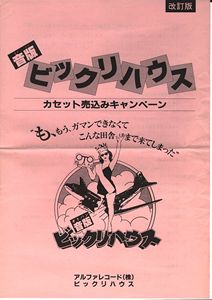 改訂版
音版
ビックリハウス
カセット売込みキャンペーン
“も、もう、ガマンできなくて
こんな田舎まで来てしまった”
音版
ビックリハウス
アルファレコード(株)
ビックリハウス